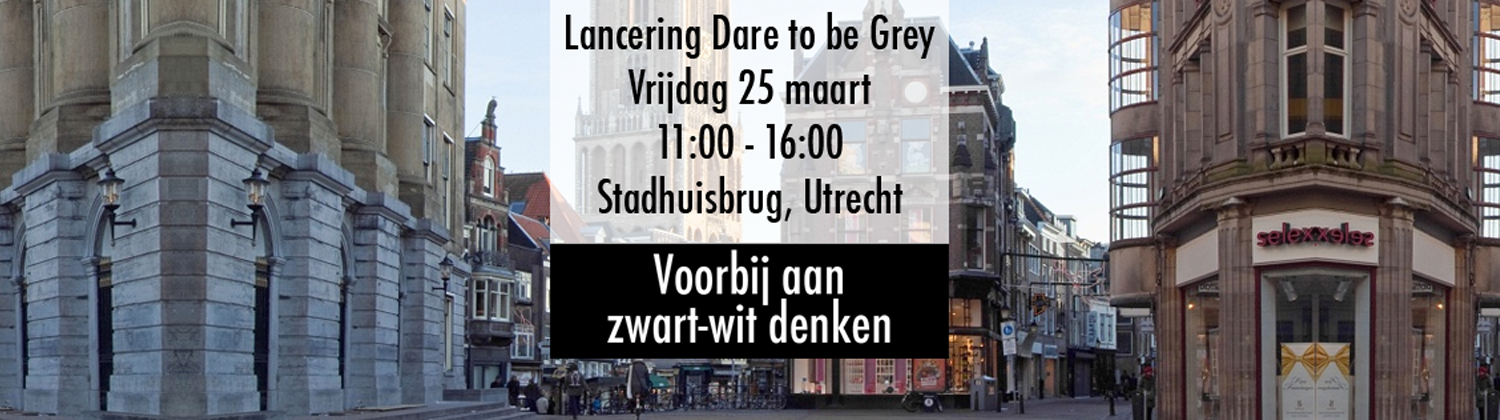 Lancering Dare to be Grey
Vrijdag 25 maart
11:00 - 16:00
Stadhuisbrug, Utrecht
Voorbij aan
zwart-wit denken
selexxeles